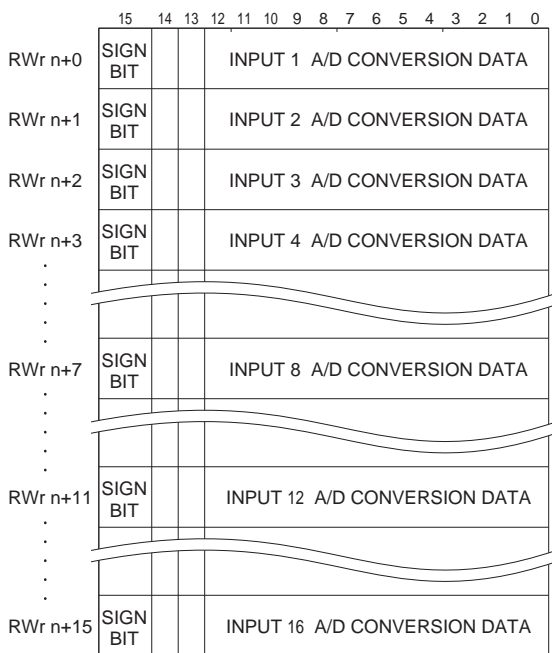 15 14 13 12 11 10 9 8 7 6 5 4 3 2 1 0
RWr n+0 SIGN BIT INPUT 1 A/D CONVERSION DATA
RWr n+1 SIGN BIT INPUT 2 A/D CONVERSION DATA
RWr n+2 SIGN BIT INPUT 3 A/D CONVERSION DATA
RWr n+3 SIGN BIT INPUT 4 A/D CONVERSION DATA
RWr n+7 SIGN BIT INPUT 8 A/D CONVERSION DATA
RWr n+11 SIGN BIT INPUT 12 A/D CONVERSION DATA
RWr n+15 SIGN BIT INPUT 16 A/D CONVERSION DATA